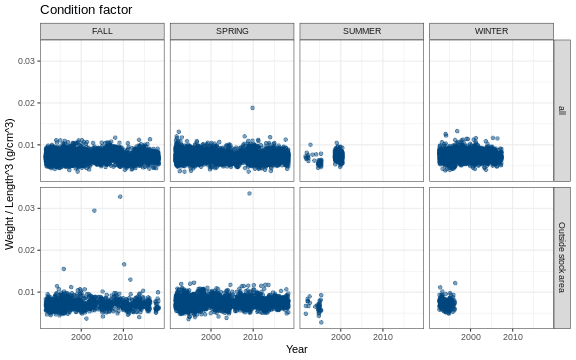 Condition factor
FALL SPRING SUMMER WINTER
Weight / Length^3 (g/cm^3)
0.03
0.02
0.01
all
0.03
0.02
0.01
Outside stock area
2000 2010 2000 2010 2000 2010 2000 2010
Year